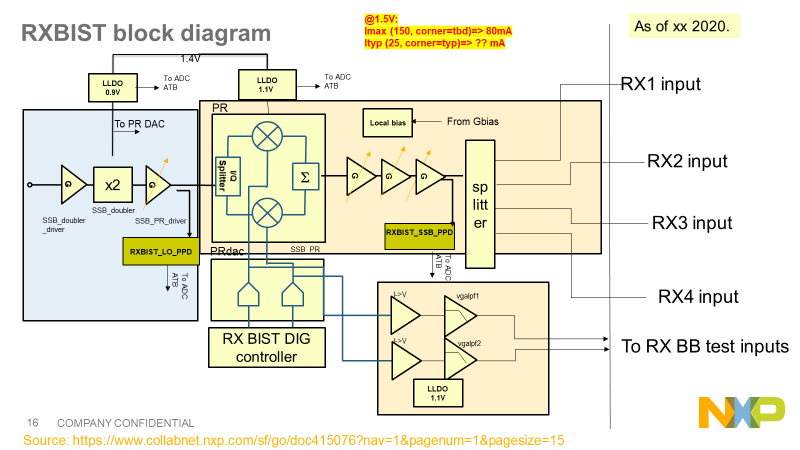 RXBIST block diagram
@1.5V:
Imax (150, corner=tbd)=> 80mA
Ityp (25, corner=typ)=> ?? mA
As of xx 2020.
1.4V
LLDO
0.9V
To ADC
ATB
LLDO
1.1V
To ADC
ATB
To PR DAC
PR
Local bias
From Gbias
RX1 input
RX2 input
RX3 input
RX4 input
G
x2
G
I/Q
Splitter
Σ
G
G
G
sp
litt
er
SSB_doubler
_driver
SSB_doubler
SSB_PR_driver
RXBIST_LO_PPD
To ADC
ATB
RXBIST_SSB_PPD
To ADC
ATB
SSB_PR
PRdac
RX BIST DIG
controller
I->V
vgalpf1
I->V
vgalpf2
LLDO
1.1V
To RX BB test inputs
NXP
16 COMPANY CONFIDENTIAL
Source: https://www.collabnet.nxp.com/sf/go/doc415076?nav=1&pagenum=1&pagesize=15